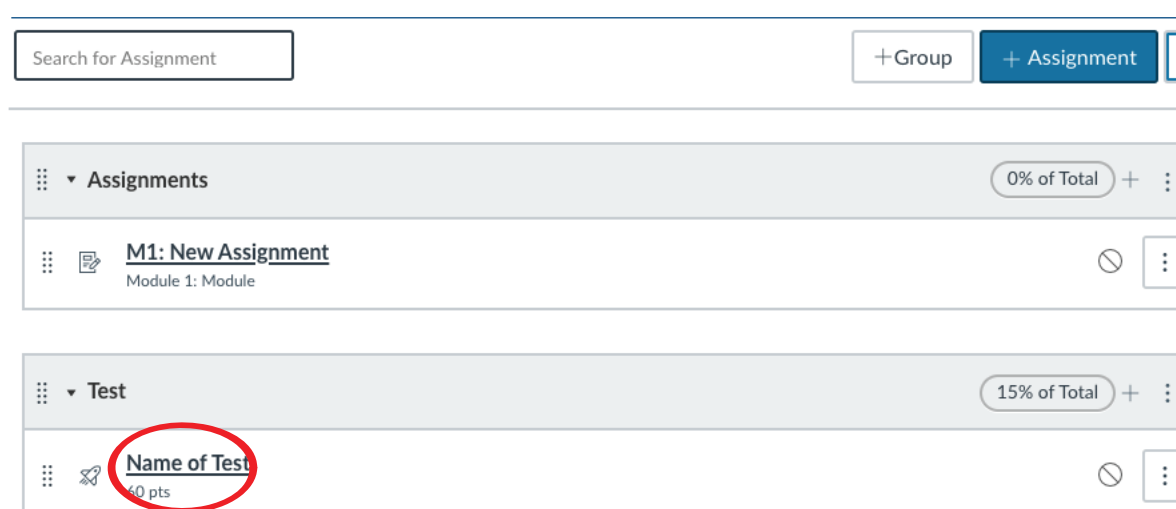 Search for Assignment
+Group
+ Assignment
Assignments
0% of Total +
M1: New Assignment
Module 1: Module
Test
15% of Total +
Name of Test
60 pts